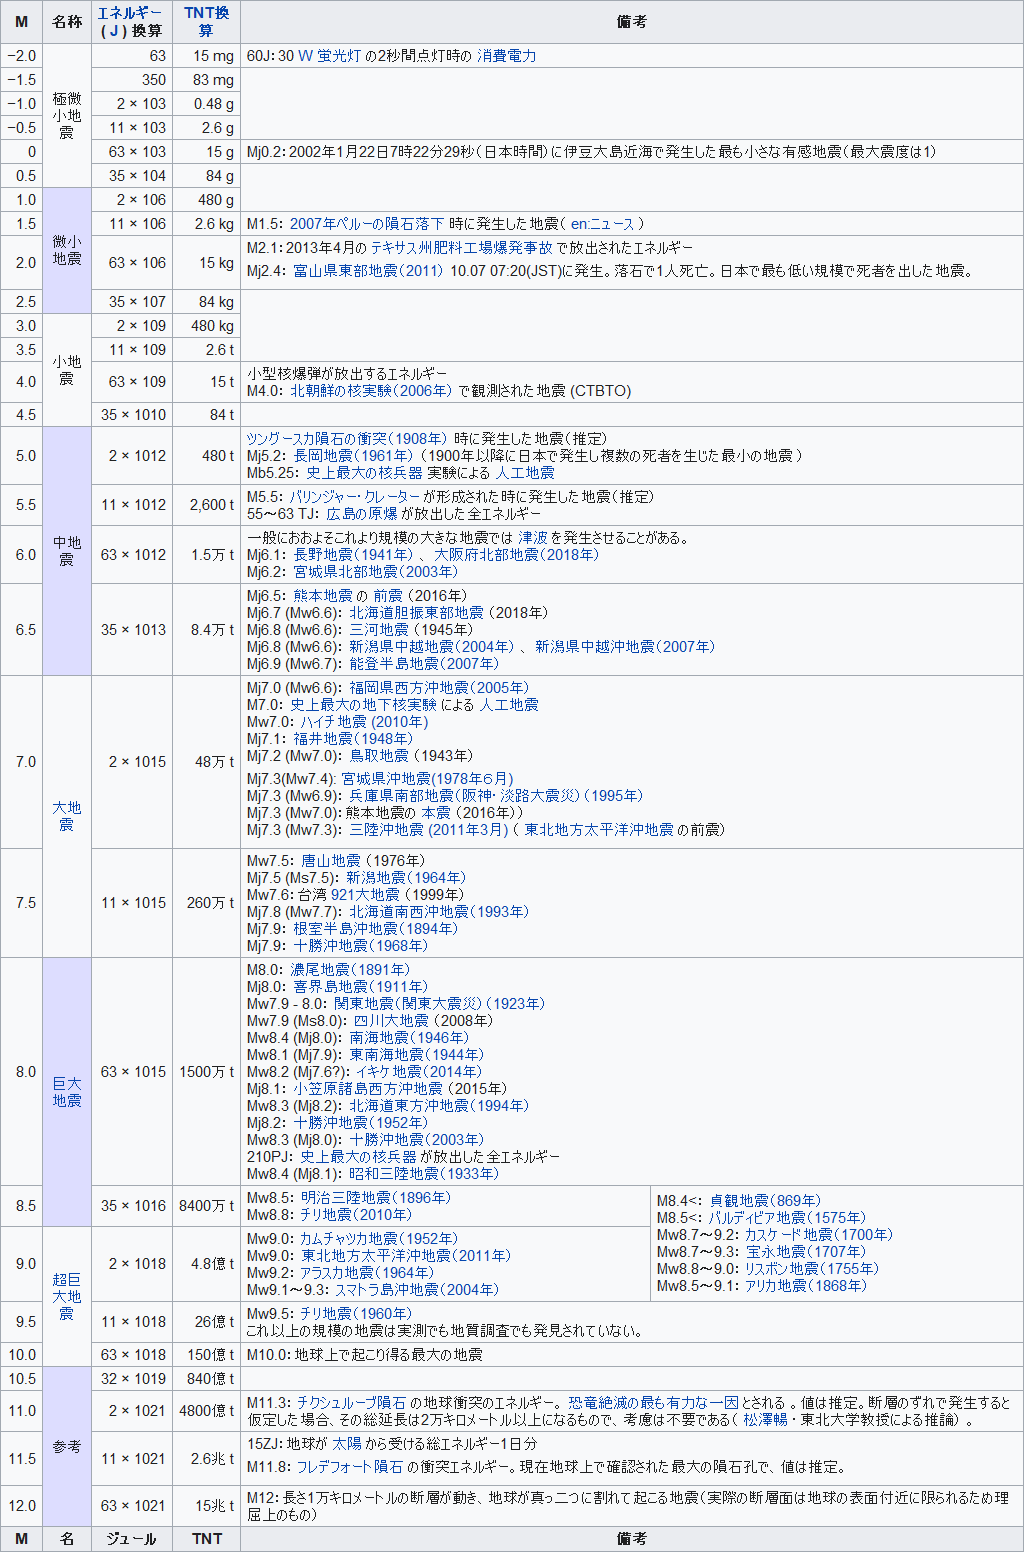 M 名称 エネルギー ( J ) 換算 TNT換算 備考
−2.0 極微小地震 63 15 mg 60J：30 W 蛍光灯 の2秒間点灯時の 消費電力
−1.5 350 83 mg
−1.0 2 × 103 0.48 g
−0.5 11 × 103 2.6 g
0 63 × 103 15 g Mj0.2：2002年1月22日7時22分29秒（日本時間）に伊豆大島近海で発生した最も小さな有感地震（最大震度は1）
0.5 35 × 104 84 g
1.0 微小地震 2 × 106 480 g
1.5 11 × 106 2.6 kg M1.5： 2007年ペルーの隕石落下 時に発生した地震（ en:ニュース ）
2.0 63 × 106 15 kg M2.1：2013年4月の テキサス州肥料工場爆発事故 で放出されたエネルギー
Mj2.4： 富山県東部地震（2011） 10.07 07:20(JST)に発生。落石で1人死亡。日本で最も低い規模で死者を出した地震。
2.5 35 × 107 84 kg
3.0 小地震 2 × 109 480 kg
3.5 11 × 109 2.6 t
4.0 63 × 109 15 t 小型核爆弾が放出するエネルギー
M4.0： 北朝鮮の核実験（2006年） で観測された地震 (CTBTO)
4.5 35 × 1010 84 t
5.0 中地震 2 × 1012 480 t ツングースカ隕石の衝突（1908年） 時に発生した地震（推定）
Mj5.2： 長岡地震（1961年） （1900年以降に日本で発生し複数の死者を生じた最小の地震 ）
Mb5.25： 史上最大の核兵器 実験による 人工地震
5.5 11 × 1012 2,600 t M5.5： バリンジャー・クレーター が形成された時に発生した地震（推定）
55～63 TJ： 広島の原爆 が放出した全エネルギー
6.0 63 × 1012 1.5万 t 一般におおよそこれより規模の大きな地震では 津波 を発生させることがある。
Mj6.1： 長野地震（1941年） 、 大阪府北部地震（2018年）
Mj6.2： 宮城県北部地震（2003年）
6.5 35 × 1013 8.4万 t Mj6.5： 熊本地震 の 前震 （2016年）
Mj6.7 (Mw6.6)： 北海道胆振東部地震 （2018年）
Mj6.8 (Mw6.6)： 三河地震 （1945年）
Mj6.8 (Mw6.6)： 新潟県中越地震（2004年） 、 新潟県中越沖地震（2007年）
Mj6.9 (Mw6.7)： 能登半島地震（2007年）
7.0 大地震 2 × 1015 48万 t Mj7.0 (Mw6.6)： 福岡県西方沖地震（2005年）
M7.0： 史上最大の地下核実験 による 人工地震
Mw7.0： ハイチ地震 (2010年)
Mj7.1： 福井地震（1948年）
Mj7.2 (Mw7.0)： 鳥取地震 （1943年）
Mj7.3(Mw7.4): 宮城県沖地震(1978年6月)
Mj7.3 (Mw6.9)： 兵庫県南部地震（阪神・淡路大震災）（1995年）
Mj7.3 (Mw7.0)：熊本地震の 本震 （2016年））
Mj7.3 (Mw7.3)： 三陸沖地震 (2011年3月) （ 東北地方太平洋沖地震 の前震）
7.5 11 × 1015 260万 t Mw7.5： 唐山地震 （1976年）
Mj7.5 (Ms7.5)： 新潟地震（1964年）
Mw7.6：台湾 921大地震 （1999年）
Mj7.8 (Mw7.7)： 北海道南西沖地震（1993年）
Mj7.9： 根室半島沖地震（1894年）
Mj7.9： 十勝沖地震（1968年）
8.0 巨大地震 63 × 1015 1500万 t M8.0： 濃尾地震（1891年）
Mj8.0： 喜界島地震（1911年）
Mw7.9 - 8.0： 関東地震（関東大震災）（1923年）
Mw7.9 (Ms8.0)： 四川大地震 （2008年）
Mw8.4 (Mj8.0)： 南海地震（1946年）
Mw8.1 (Mj7.9)： 東南海地震（1944年）
Mw8.2 (Mj7.6?)： イキケ地震（2014年）
Mj8.1： 小笠原諸島西方沖地震 （2015年）
Mw8.3 (Mj8.2)： 北海道東方沖地震（1994年）
Mj8.2： 十勝沖地震（1952年）
Mw8.3 (Mj8.0)： 十勝沖地震（2003年）
210PJ： 史上最大の核兵器 が放出した全エネルギー
Mw8.4 (Mj8.1)： 昭和三陸地震（1933年）
8.5 35 × 1016 8400万 t Mw8.5： 明治三陸地震（1896年）
Mw8.8： チリ地震（2010年）
M8.4<： 貞観地震（869年）
M8.5<： バルディビア地震（1575年）
Mw8.7～9.2： カスケード地震（1700年）
Mw8.7～9.3： 宝永地震（1707年）
Mw8.8～9.0： リスボン地震（1755年）
Mw8.5～9.1： アリカ地震（1868年）
9.0 超巨大地震 2 × 1018 4.8億 t Mw9.0： カムチャツカ地震（1952年）
Mw9.0： 東北地方太平洋沖地震（2011年）
Mw9.2： アラスカ地震（1964年）
Mw9.1～9.3： スマトラ島沖地震（2004年）
9.5 11 × 1018 26億 t Mw9.5： チリ地震（1960年）
これ以上の規模の地震は実測でも地質調査でも発見されていない。
10.0 63 × 1018 150億 t M10.0：地球上で起こり得る最大の地震
10.5 参考 32 × 1019 840億 t
11.0 2 × 1021 4800億 t M11.3： チクシュルーブ隕石 の地球衝突のエネルギー。 恐竜絶滅の最も有力な一因 とされる 。値は推定。断層のずれで発生すると
仮定した場合、その総延長は2万キロメートル以上になるもので、考慮は不要である（ 松澤暢・東北大学教授による推論） 。
11.5 11 × 1021 2.6兆 t 15ZJ：地球が 太陽 から受ける総エネルギー1日分
M11.8： フレデフォート隕石 の衝突エネルギー。現在地球上で確認された最大の隕石孔で、値は推定。
12.0 63 × 1021 15兆 t M12：長さ1万キロメートルの断層が動き、地球が真っ二つに割れて起こる地震（実際の断層面は地球の表面付近に限られるため理
屈上のもの）
M 名 ジュール TNT 備考